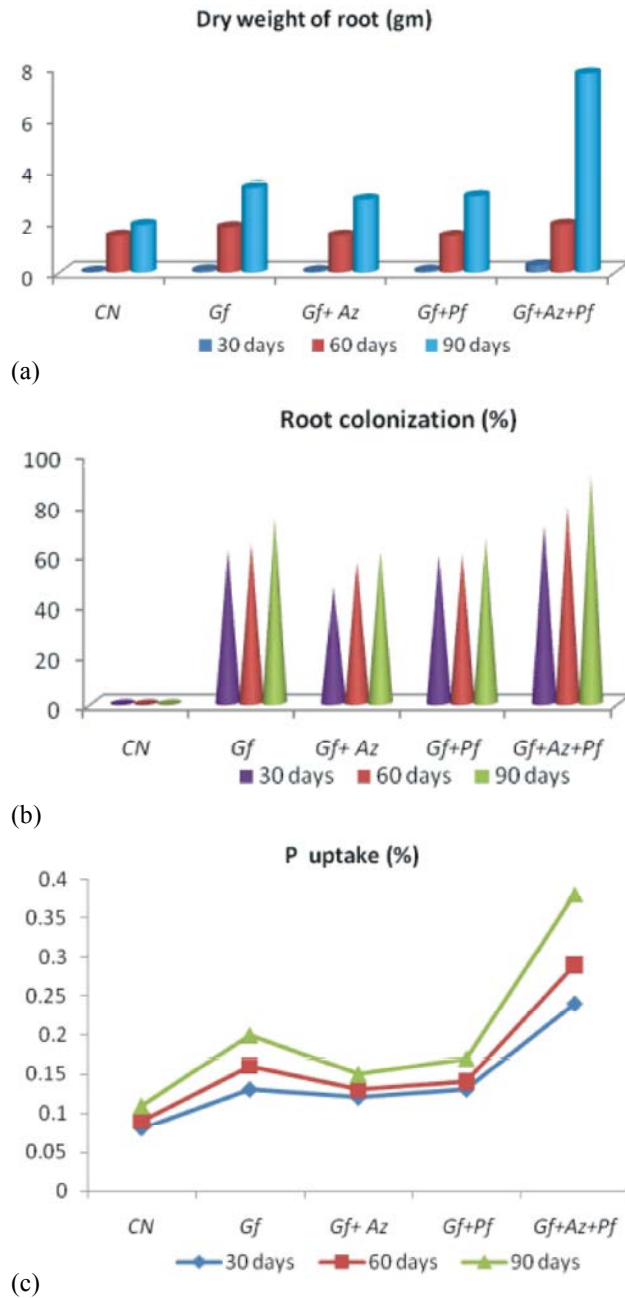 Dry weight of root (gm)
8
6
4
2
0
CN Gf Gf+ Az Gf+Pf Gf+Az+Pf
30 days 60 days 90 days
(a)
Root colonization (%)
100
80
60
40
20
0
CN Gf Gf+ Az Gf+Pf Gf+Az+Pf
30 days 60 days 90 days
(b)
P uptake (%)
0.4
0.35
0.3
0.25
0.2
0.15
0.1
0.05
0
CN Gf Gf+ Az Gf+Pf Gf+Az+Pf
30 days 60 days 90 days
(c)